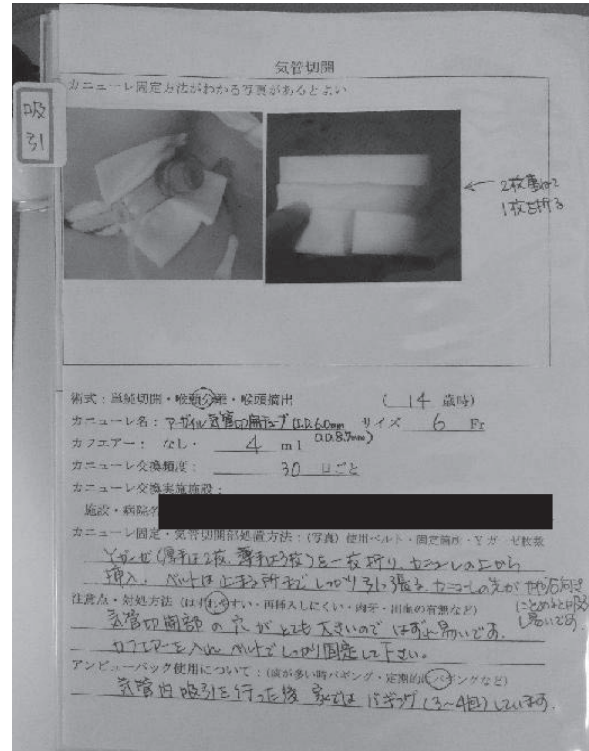 気管切開
カニューレ固定方法がわかる写真があるとよい
吸引
2枚重ねて
1枚を折る
術式：単純切開・喉頭分離・喉頭摘出 （ 14 歳時）
カニューレ名：アーガイル気管切開チューブ（I.D.6.0mm O.D.8.7mm） サイズ 6 Fr
カフエアー： なし・ 4 ml
カニューレ交換頻度： 30 日ごと
カニューレ交換実施施設：
施設・病院名
カニューレ固定・気管切開部処置方法：（写真）使用ベルト・固定箇所・Yガーゼ枚数
Yガーゼ（厚手は2枚、薄手は3枚）を一枚折り、カニューレの上から
挿入。 ベルトは止まる所までしっかり引っ張る。カニューレの先が
注意点・対処方法（はずれやすい・再挿入しにくい・肉芽・出血の有無など）
気管切開部の穴がとても大きいのではずれ易いです。
カフエアーを入れ ベルトでしっかり固定して下さい。
アンビューバック使用について：（痰が多い時バギング・定期的にバギングなど）
気管内吸引を行った後 家では バギング（3〜4回）しています。